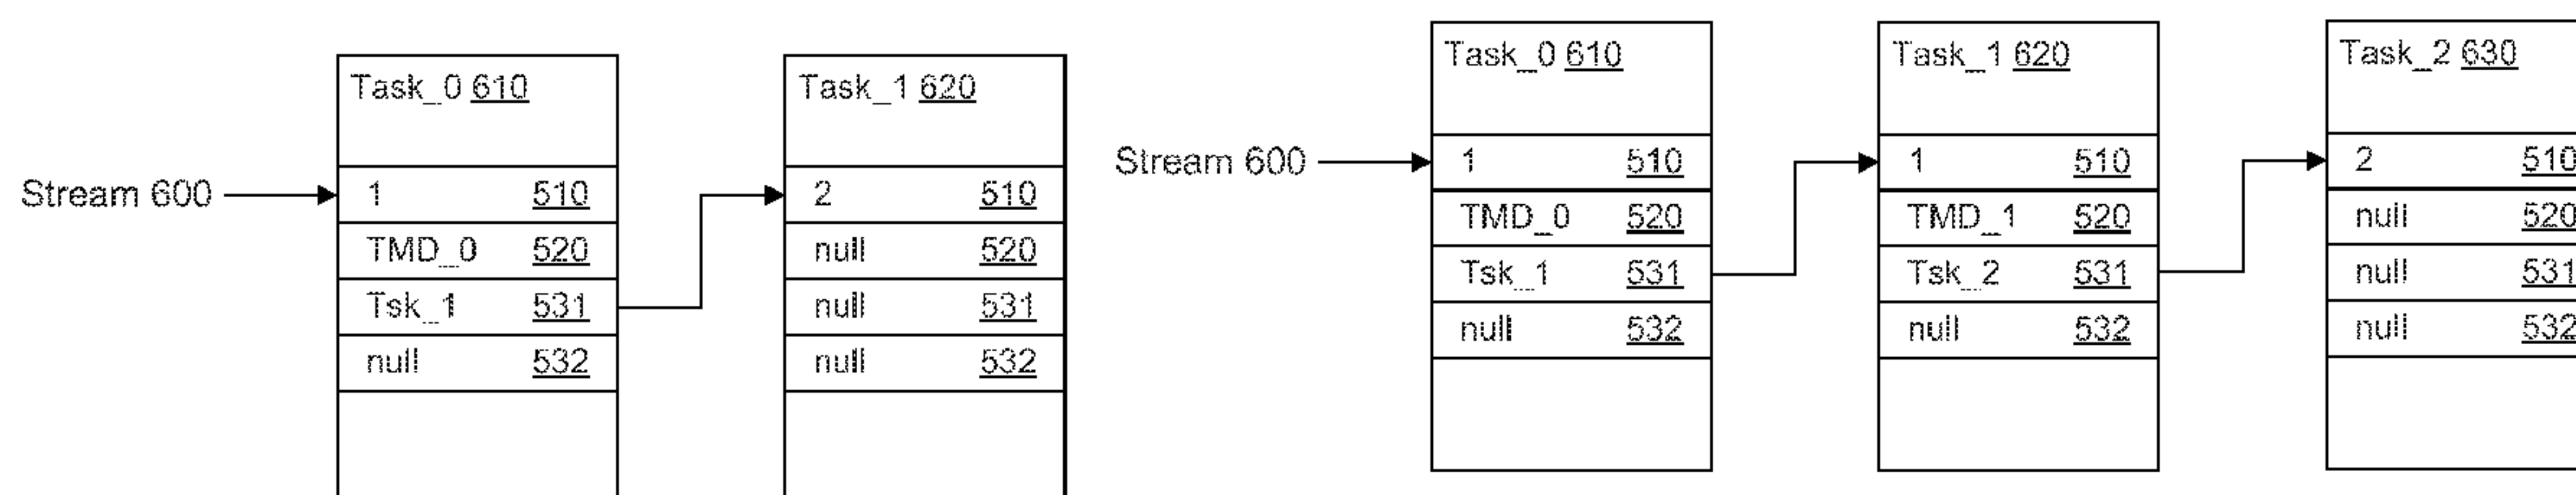 Task_0 610
Task_1 620
Stream 600
1 510
2 510
TMD_0 520
null 520
Tsk_1 531
null 531
null 532
null 532
Task_0 610
Task_1 620
Task_2 630
Stream 600
1 510
1 510
2 510
TMD_0 520
TMD_1 520
null 520
Tsk_1 531
Tsk_2 531
null 531
null 532
null 532
null 532